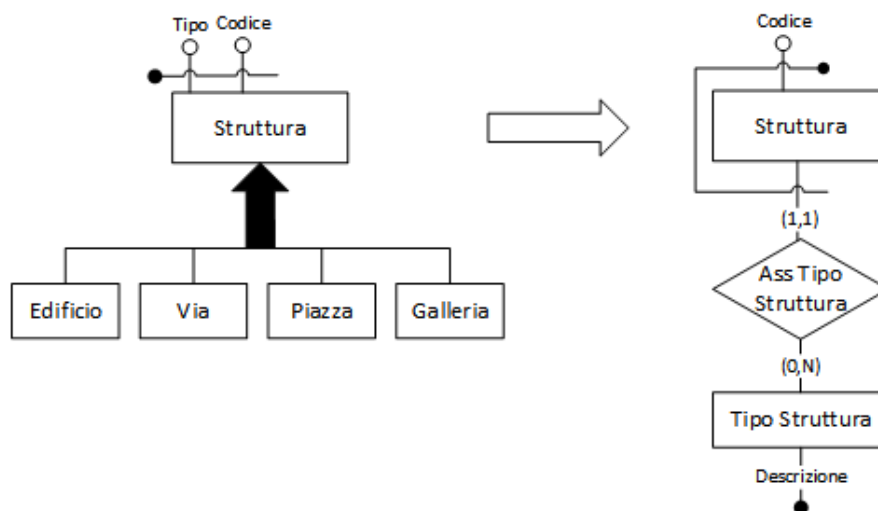 Tipo Codice
Struttura
Edificio
Via
Piazza
Galleria
Codice
Struttura
(1,1)
Ass Tipo
Struttura
(0,N)
Tipo Struttura
Descrizione